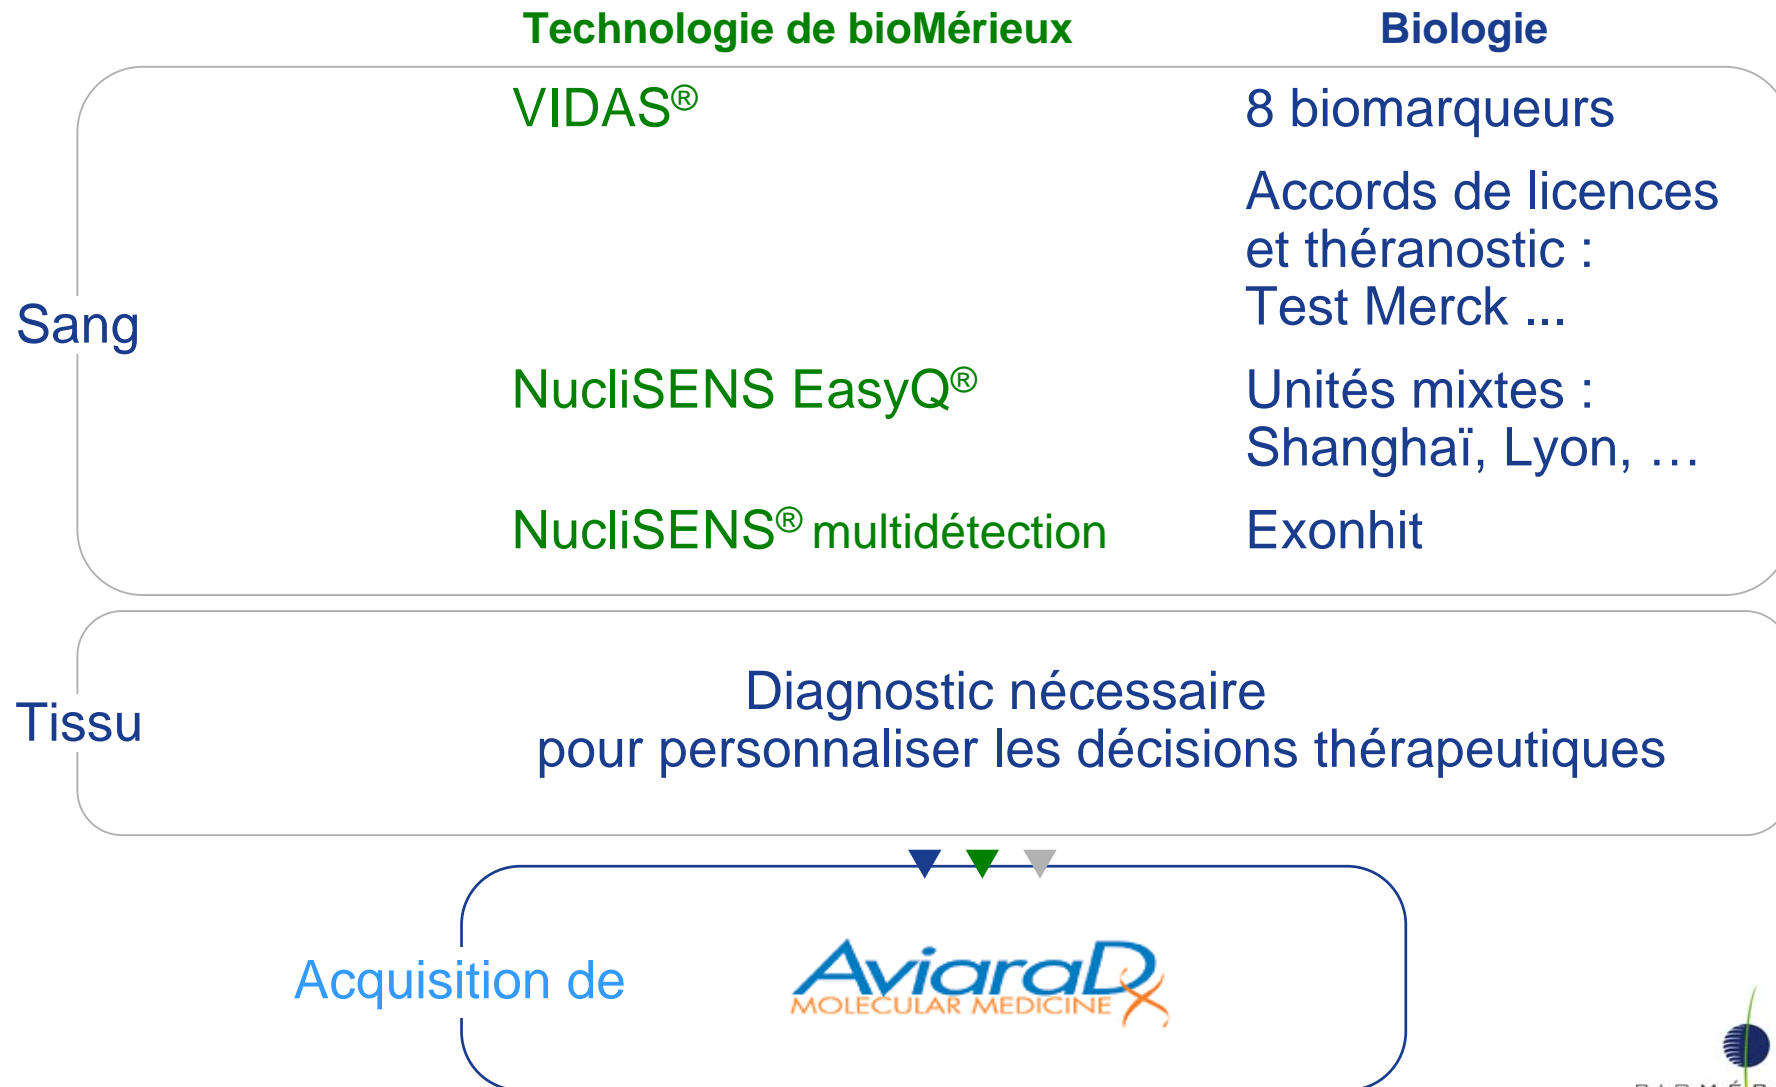 Technologie de bioMérieux
Biologie
Sang
VIDAS®
8 biomarqueurs
Accords de licences
et théranostic :
Test Merck ...
NucliSENS EasyQ®
Unités mixtes :
Shanghaï, Lyon, …
NucliSENS® multidétection
Exonhit
Tissu
Diagnostic nécessaire
pour personnaliser les décisions thérapeutiques
Acquisition de
AviaraDx
MOLECULAR MEDICINE